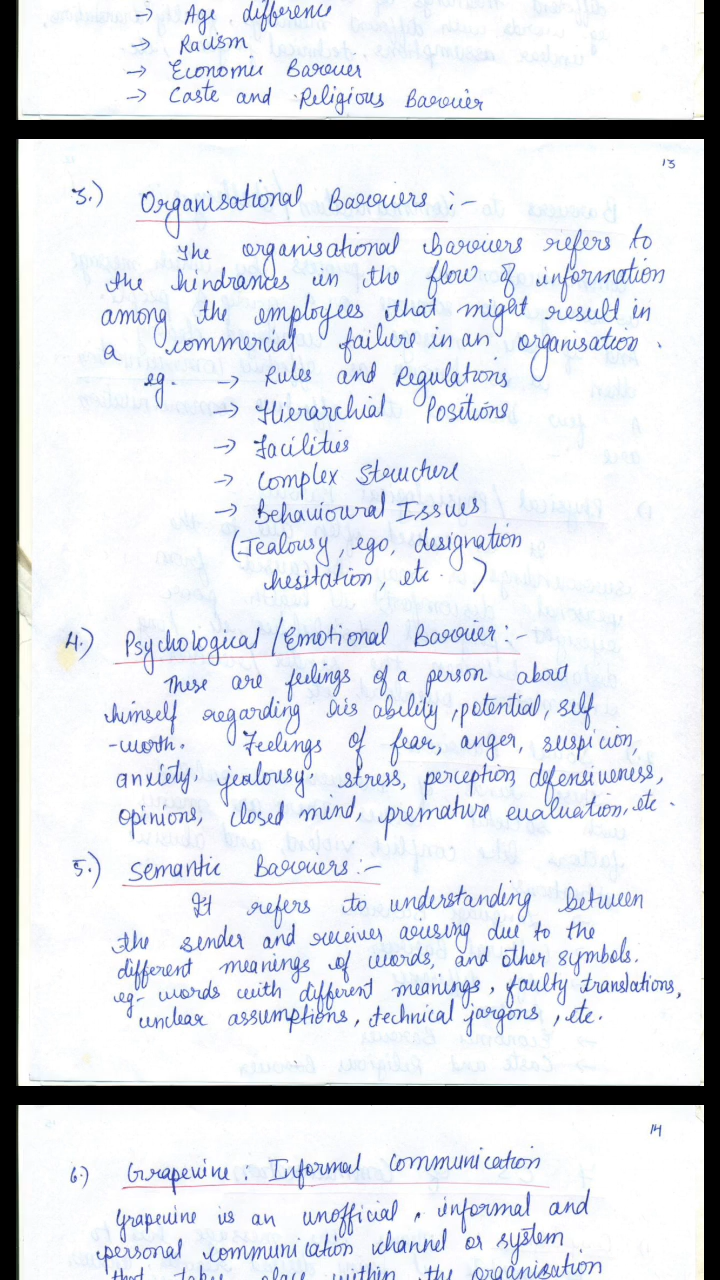 → Age difference
→ Racism
→ Economic Barrier
→ Caste and Religious Barrier
13
3.) Organisational Barriers :-
The organisational barriers refers to
the hindrances in the flow of information
among the employees that might result in
a commercial failure in an organisation.
eg. → Rules and Regulations
→ Hierarchial Positions
→ Facilities
→ Complex Structure
→ Behavioural Issues
(Jealousy, ego, designation
hesitation, etc. )
4.) Psychological / Emotional Barrier :-
These are feelings of a person about
himself regarding his ability, potential, self
-worth. Feelings of fear, anger, suspicion,
anxiety, jealousy. stress, perception, defensiveness,
opinions, closed mind, premature evaluation, etc.
5.) Semantic Barriers :-
It refers to understanding between
the sender and receiver arising due to the
different meanings of words, and other symbols.
eg- words with different meanings, faulty translations,
unclear assumptions, technical jargons, etc.
14
6.) Grapevine : Informal Communication
Grapevine is an unofficial, informal and
personal communication channel or system
that takes place within the organisation